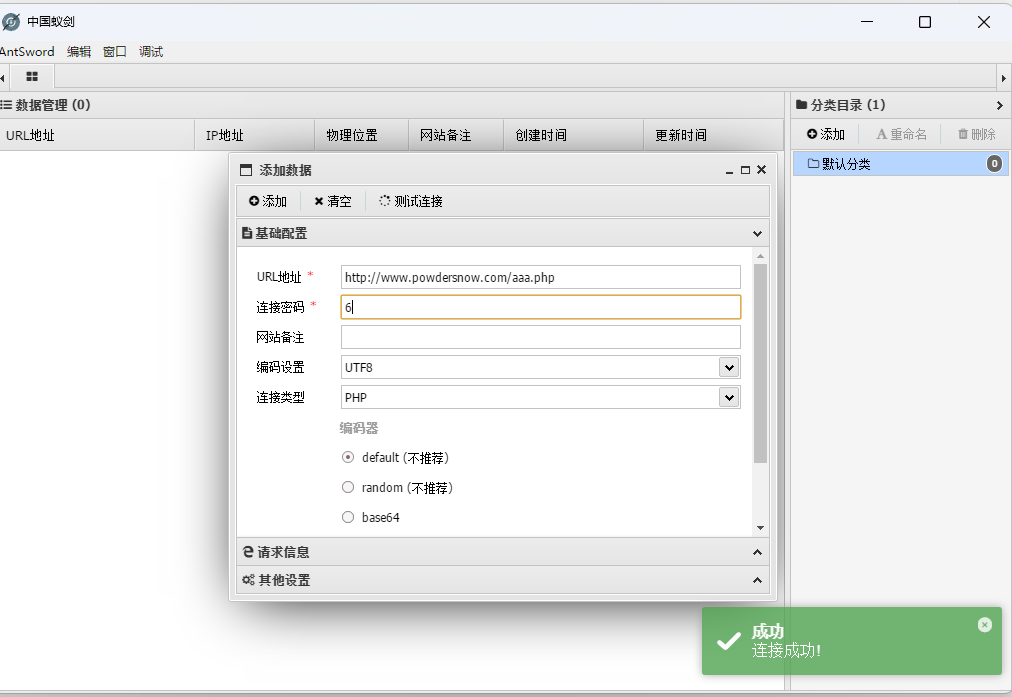 中国蚁剑
AntSword 编辑 窗口 调试
数据管理 (0)
分类目录 (1)
URL地址 IP地址 物理位置 网站备注 创建时间 更新时间
添加 重命名 删除
默认分类 0
添加数据
添加 清空 测试连接
基础配置
URL地址 * http://www.powdersnow.com/aaa.php
连接密码 * 6
网站备注
编码设置 UTF8
连接类型 PHP
编码器
default (不推荐)
random (不推荐)
base64
请求信息
其他设置
成功
连接成功!